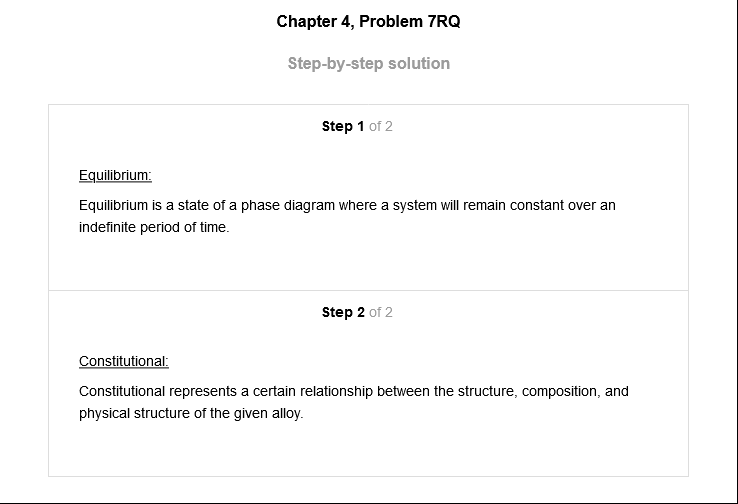 Chapter 4, Problem 7RQ
Step-by-step solution
Step 1 of 2
Equilibrium:
Equilibrium is a state of a phase diagram where a system will remain constant over an
indefinite period of time.
Step 2 of 2
Constitutional:
Constitutional represents a certain relationship between the structure, composition, and
physical structure of the given alloy.